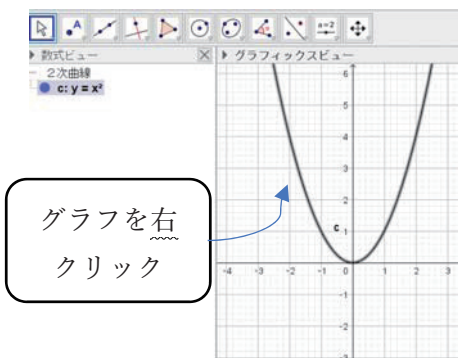 A
a=2
数式ビュー
グラフィックスビュー
2次曲線
c: y = x²
グラフを右
クリック
c
6
5
4
3
2
1
-4 -3 -2 -1 0 1 2 3
-1
-2
-3